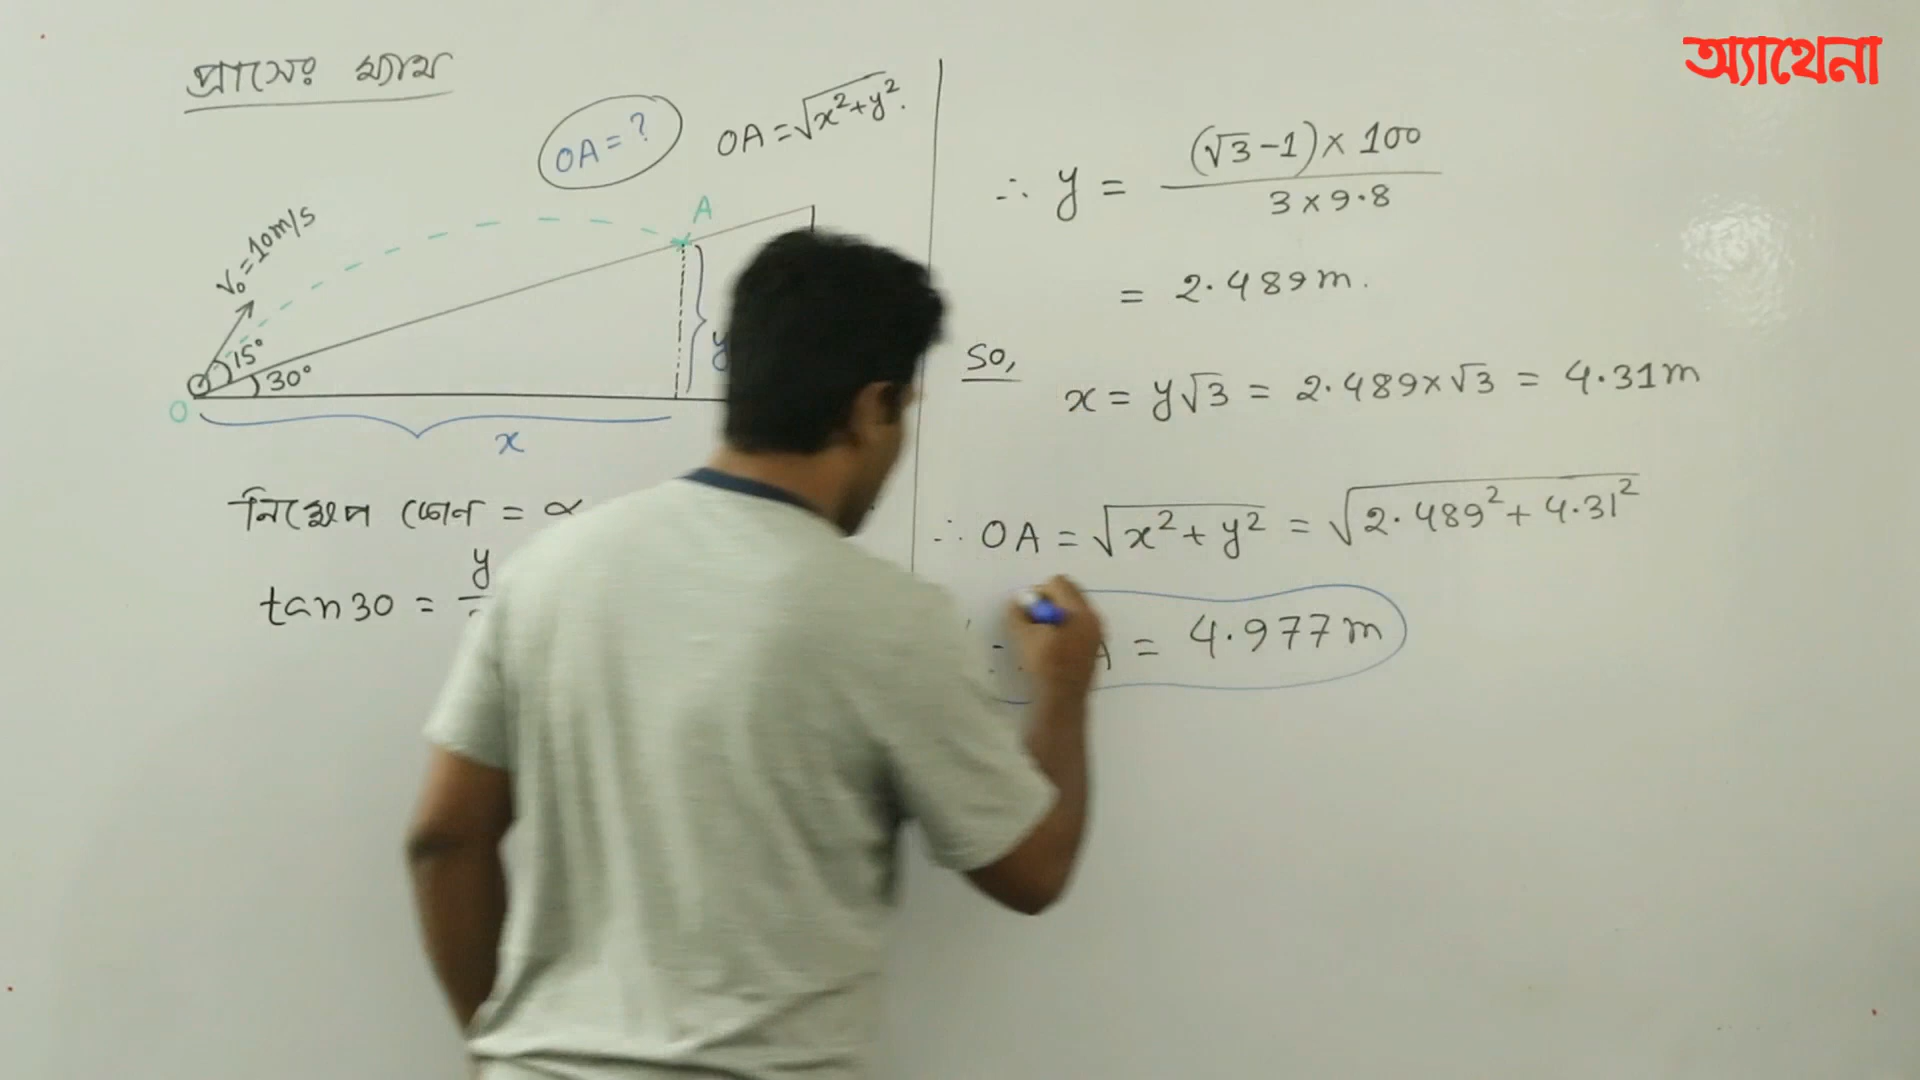 অ্যাথেনা
প্রাসের ম্যাথ
OA = ?
OA = √x²+y².
V₀ = 10m/s
A
15°
30°
y
O
x
নিক্ষেপ কোন = α
tan30 = y
∴ y = (√3-1) × 100
3 × 9.8
= 2.489m.
So,
x = y√3 = 2.489×√3 = 4.31m
∴ OA = √x²+y² = √2.489²+4.31²
A = 4.977m